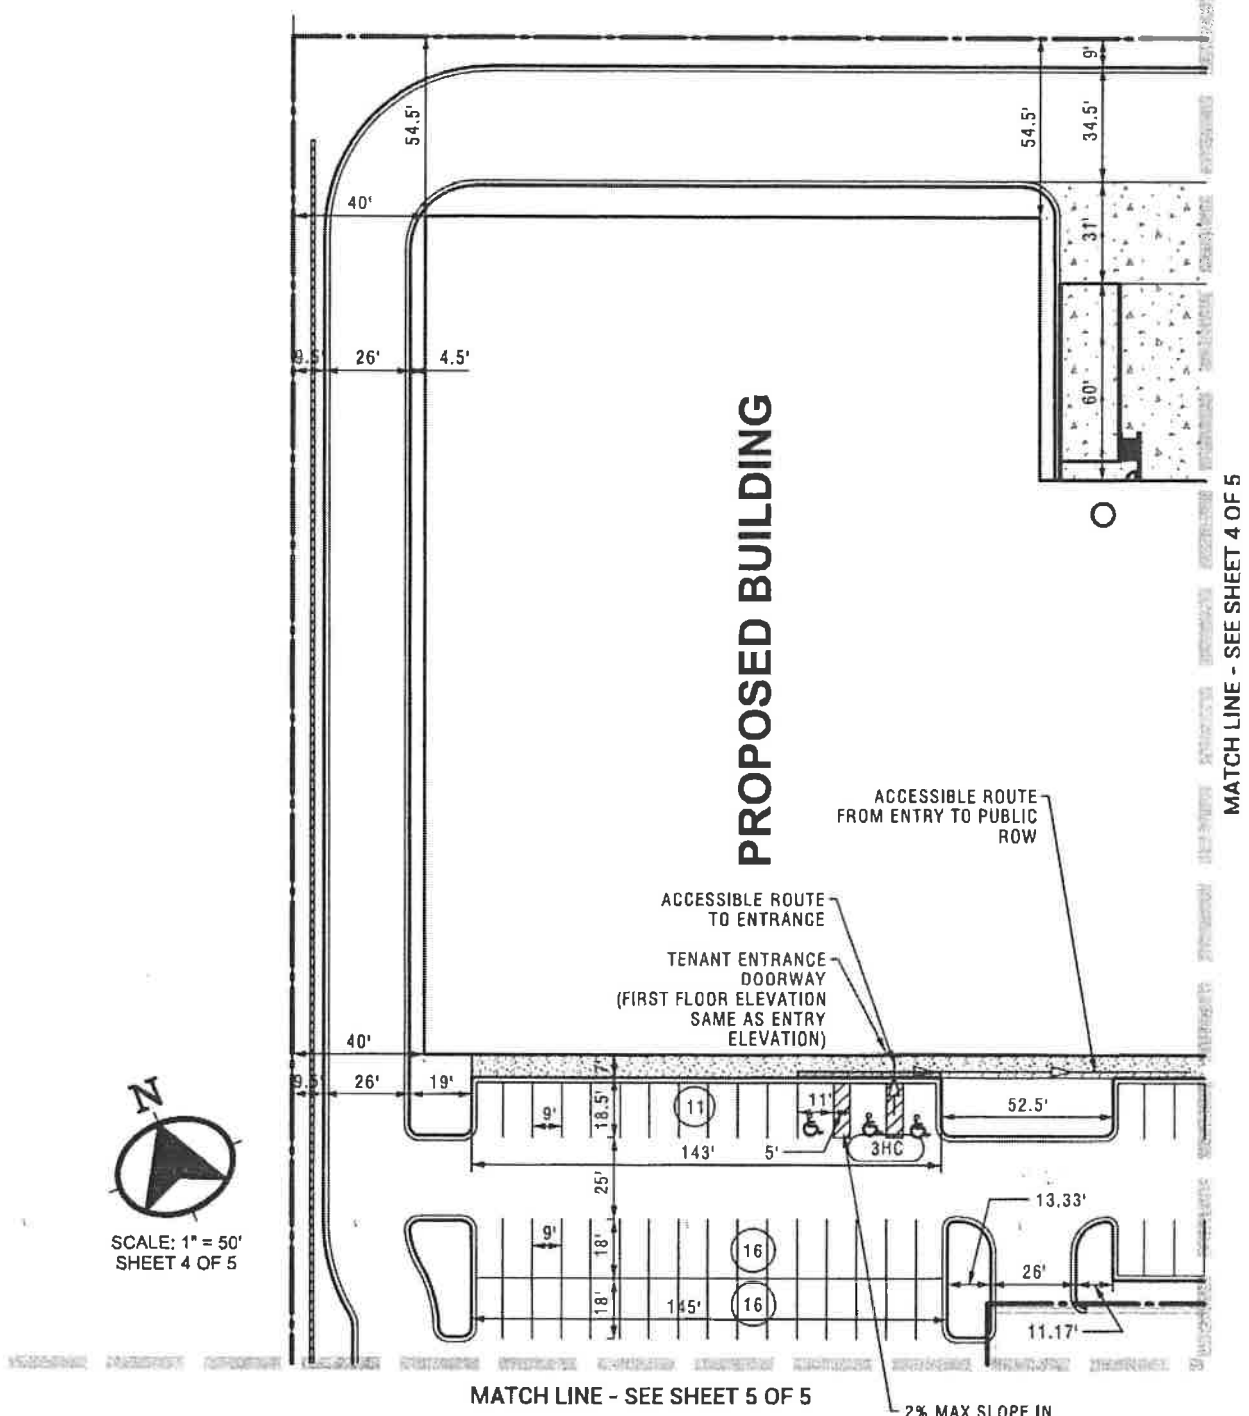 9'
54.5'
54.5'
34.5'
40'
31'
9.5'
26'
4.5'
60'
PROPOSED BUILDING
MATCH LINE - SEE SHEET 4 OF 5
ACCESSIBLE ROUTE
FROM ENTRY TO PUBLIC
ROW
ACCESSIBLE ROUTE
TO ENTRANCE
TENANT ENTRANCE
DOORWAY
(FIRST FLOOR ELEVATION
SAME AS ENTRY
ELEVATION)
40'
7'
9.5'
26'
19'
9'
18.5'
11
11'
52.5'
143'
5'
3HC
25'
N
SCALE: 1" = 50'
SHEET 4 OF 5
13.33'
9'
18'
16
26'
18'
145'
16
11.17'
MATCH LINE - SEE SHEET 5 OF 5
2% MAX SLOPE IN